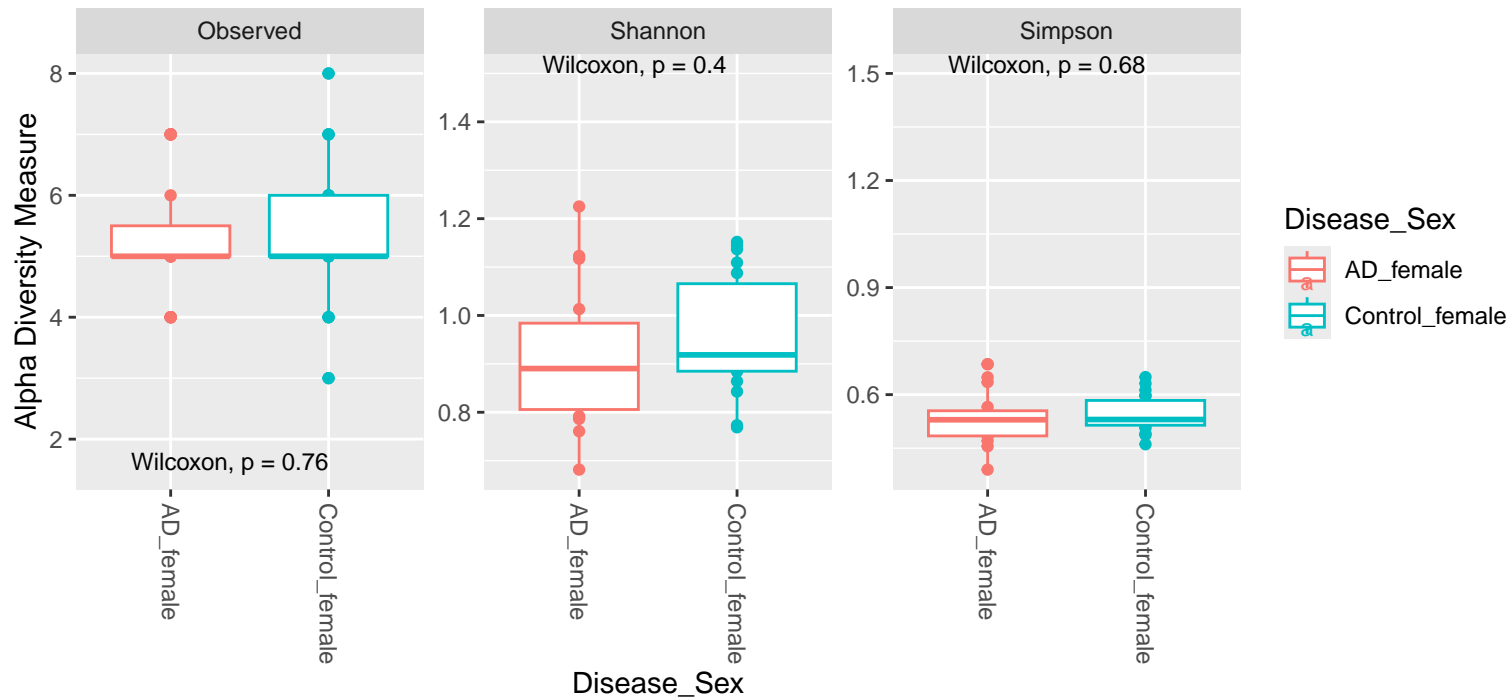 Observed
Shannon
Simpson
Alpha Diversity Measure
8
6
4
2
Wilcoxon, p = 0.76
AD_female
Control_female
1.4
1.2
1.0
0.8
Wilcoxon, p = 0.4
AD_female
Control_female
1.5
1.2
0.9
0.6
Wilcoxon, p = 0.68
AD_female
Control_female
Disease_Sex
Disease_Sex
a
AD_female
a
Control_female